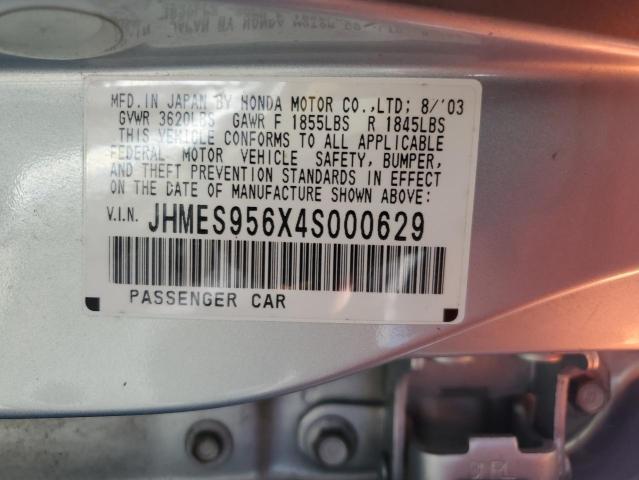 MFD. IN JAPAN BY HONDA MOTOR CO.,LTD: 8/'03
GVWR 3620LBS GAWR F 1855LBS R 1845LBS
THIS VEHICLE CONFORMS TO ALL APPLICABLE
FEDERAL MOTOR VEHICLE SAFETY, BUMPER,
AND THEFT PREVENTION STANDARDS IN EFFECT
ON THE DATE OF MANUFACTURE SHOWN ABOVE:
V.I.N. JHMES956X4S000629
PASSENGER CAR